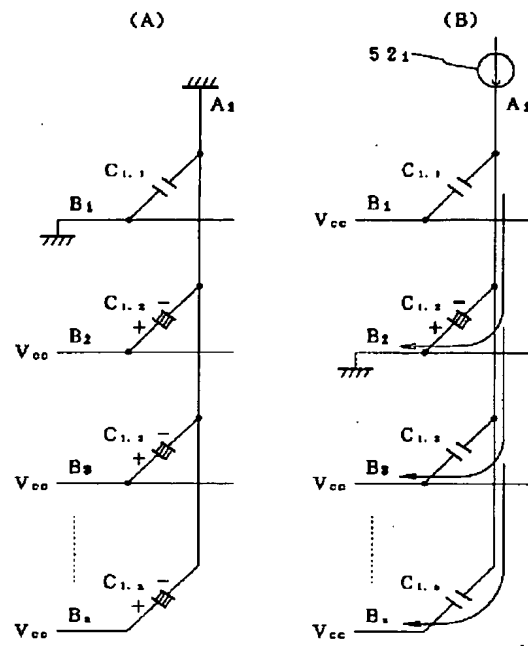 (A)
A₁
C₁,₁
B₁
C₁,₂ −
+
B₂
Vcc
C₁,₃ −
+
B₃
Vcc
C₁,ₙ −
+
Bₙ
Vcc
(B)
52₁
A₁
C₁,₁
B₁
Vcc
C₁,₂ −
+
B₂
C₁,₃
B₃
Vcc
C₁,ₙ
Bₙ
Vcc